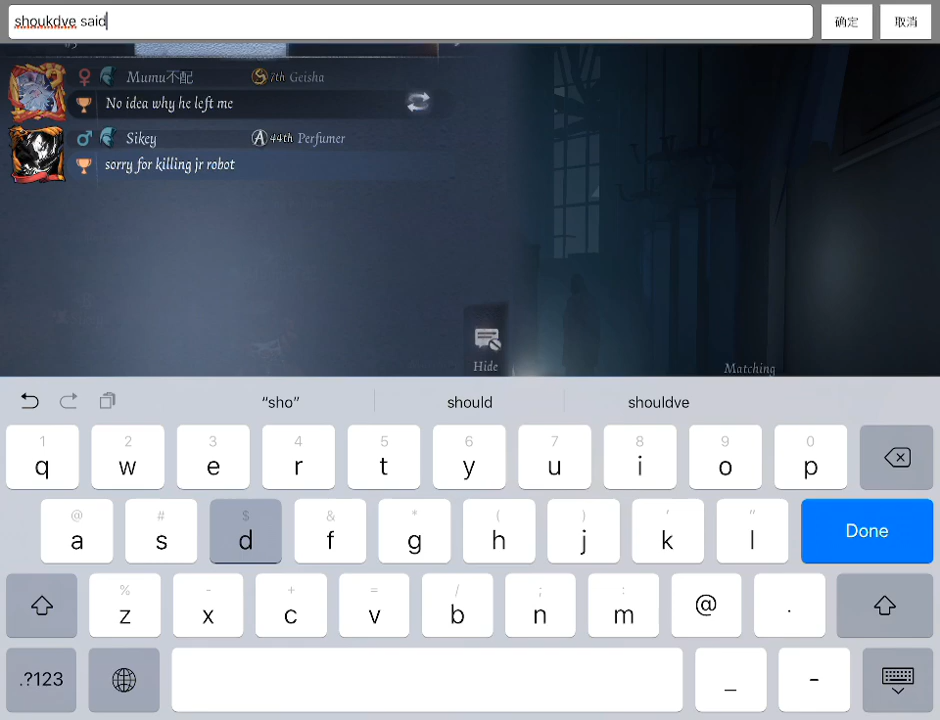 shoukdve said
确定
取消
Mumu不配
7th Geisha
No idea why he left me
Sikey
A 44th Perfumer
sorry for killing jr robot
Hide
Matching
“sho”
should
shouldve
1 2 3 4 5 6 7 8 9 0
q w e r t y u i o p
@ # $ & * ( ) ' "
a s d f g h j k l
Done
% - + = / ; :
z x c v b n m @ .
.?123
_ -